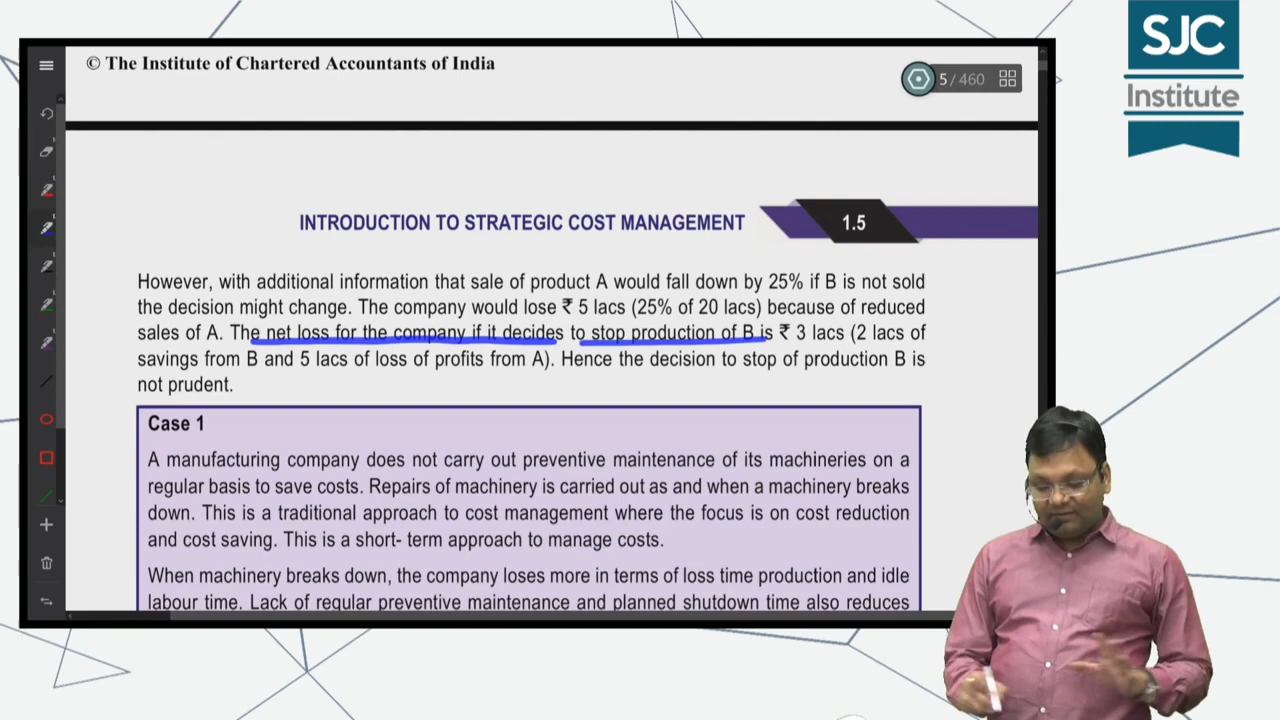 SJC
Institute
© The Institute of Chartered Accountants of India
5 / 460
INTRODUCTION TO STRATEGIC COST MANAGEMENT
1.5
However, with additional information that sale of product A would fall down by 25% if B is not sold
the decision might change. The company would lose ₹ 5 lacs (25% of 20 lacs) because of reduced
sales of A. The net loss for the company if it decides to stop production of B is ₹ 3 lacs (2 lacs of
savings from B and 5 lacs of loss of profits from A). Hence the decision to stop of production B is
not prudent.
Case 1
A manufacturing company does not carry out preventive maintenance of its machineries on a
regular basis to save costs. Repairs of machinery is carried out as and when a machinery breaks
down. This is a traditional approach to cost management where the focus is on cost reduction
and cost saving. This is a short- term approach to manage costs.
When machinery breaks down, the company loses more in terms of loss time production and idle
labour time. Lack of regular preventive maintenance and planned shutdown time also reduces